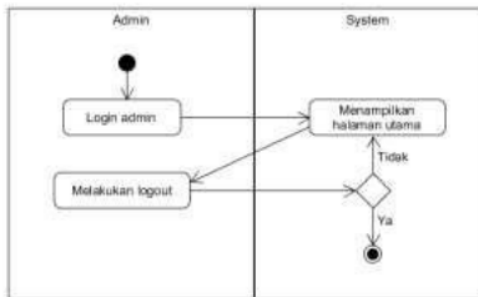 Admin
System
Login admin
Menampilkan
halaman utama
Tidak
Melakukan logout
Ya